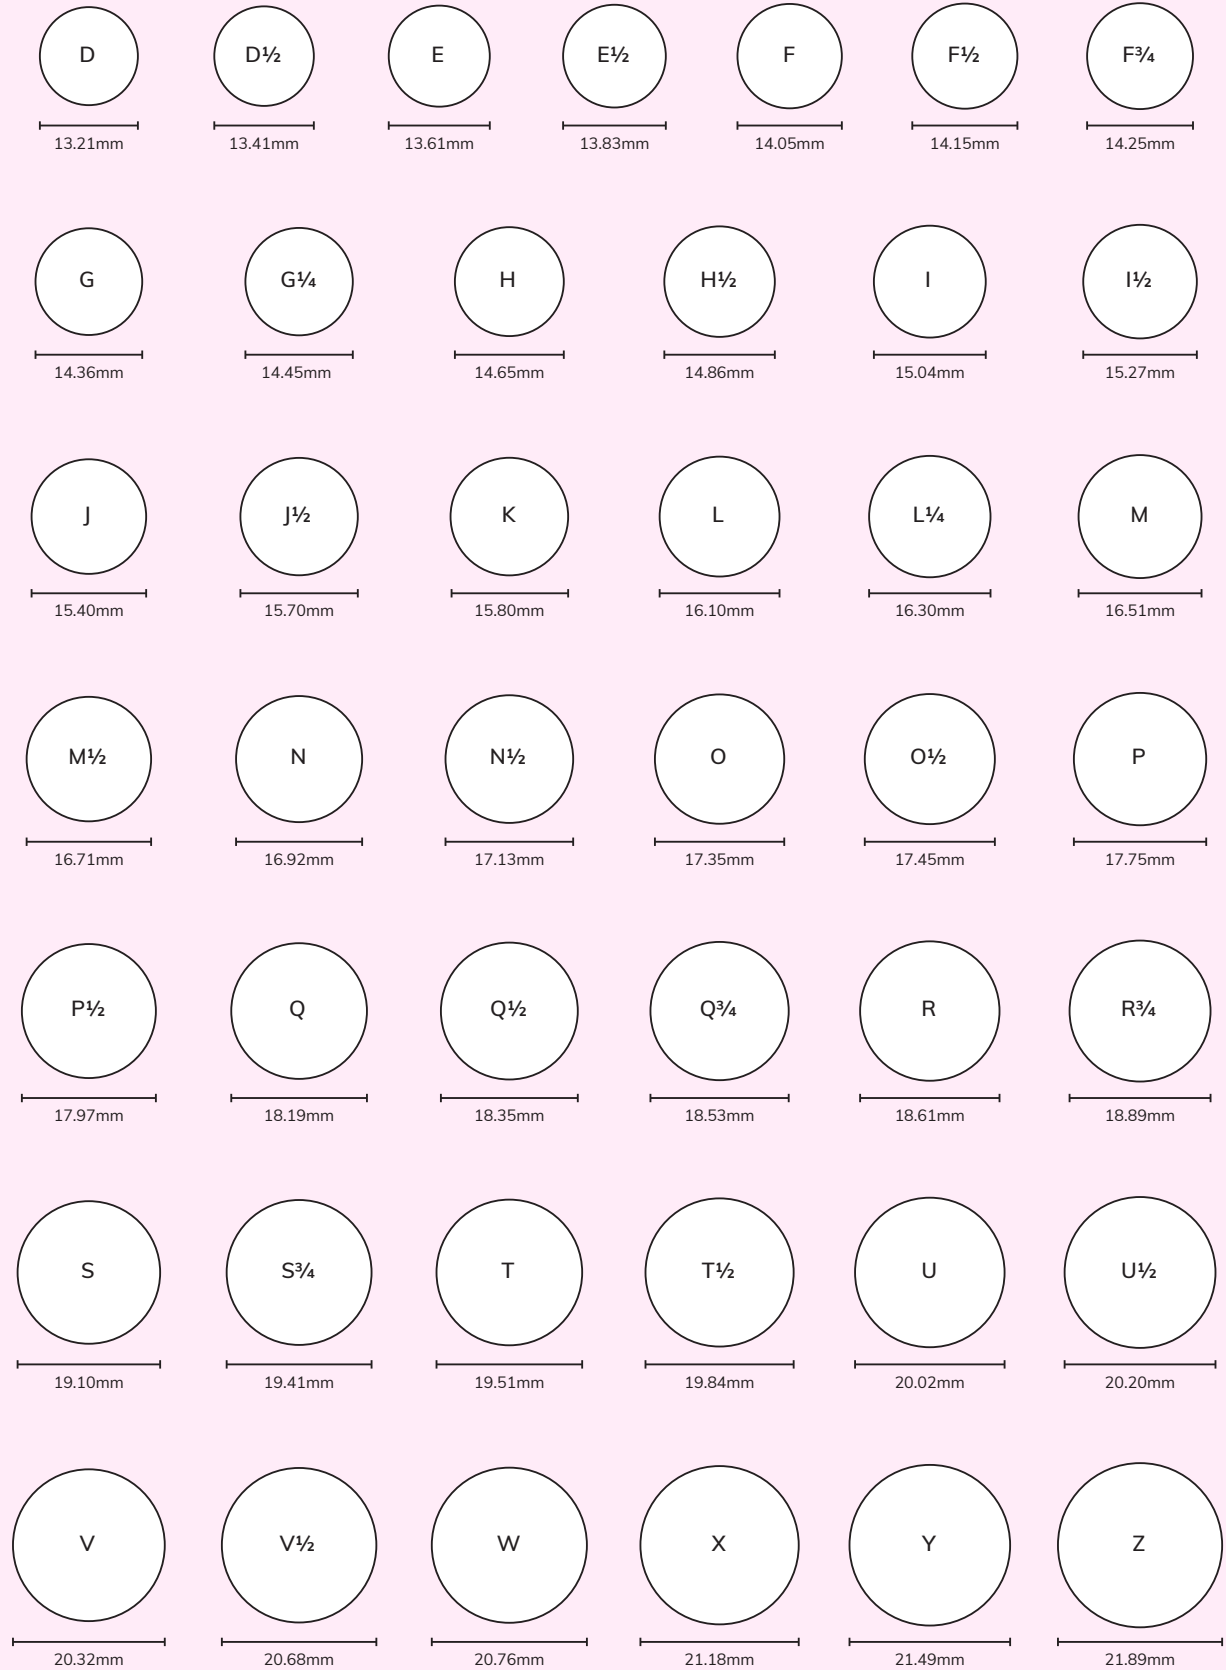 D D½ E E½ F F½ F¾
13.21mm 13.41mm 13.61mm 13.83mm 14.05mm 14.15mm 14.25mm
G G¼ H H½ I I½
14.36mm 14.45mm 14.65mm 14.86mm 15.04mm 15.27mm
J J½ K L L¼ M
15.40mm 15.70mm 15.80mm 16.10mm 16.30mm 16.51mm
M½ N N½ O O½ P
16.71mm 16.92mm 17.13mm 17.35mm 17.45mm 17.75mm
P½ Q Q½ Q¾ R R¾
17.97mm 18.19mm 18.35mm 18.53mm 18.61mm 18.89mm
S S¾ T T½ U U½
19.10mm 19.41mm 19.51mm 19.84mm 20.02mm 20.20mm
V V½ W X Y Z
20.32mm 20.68mm 20.76mm 21.18mm 21.49mm 21.89mm